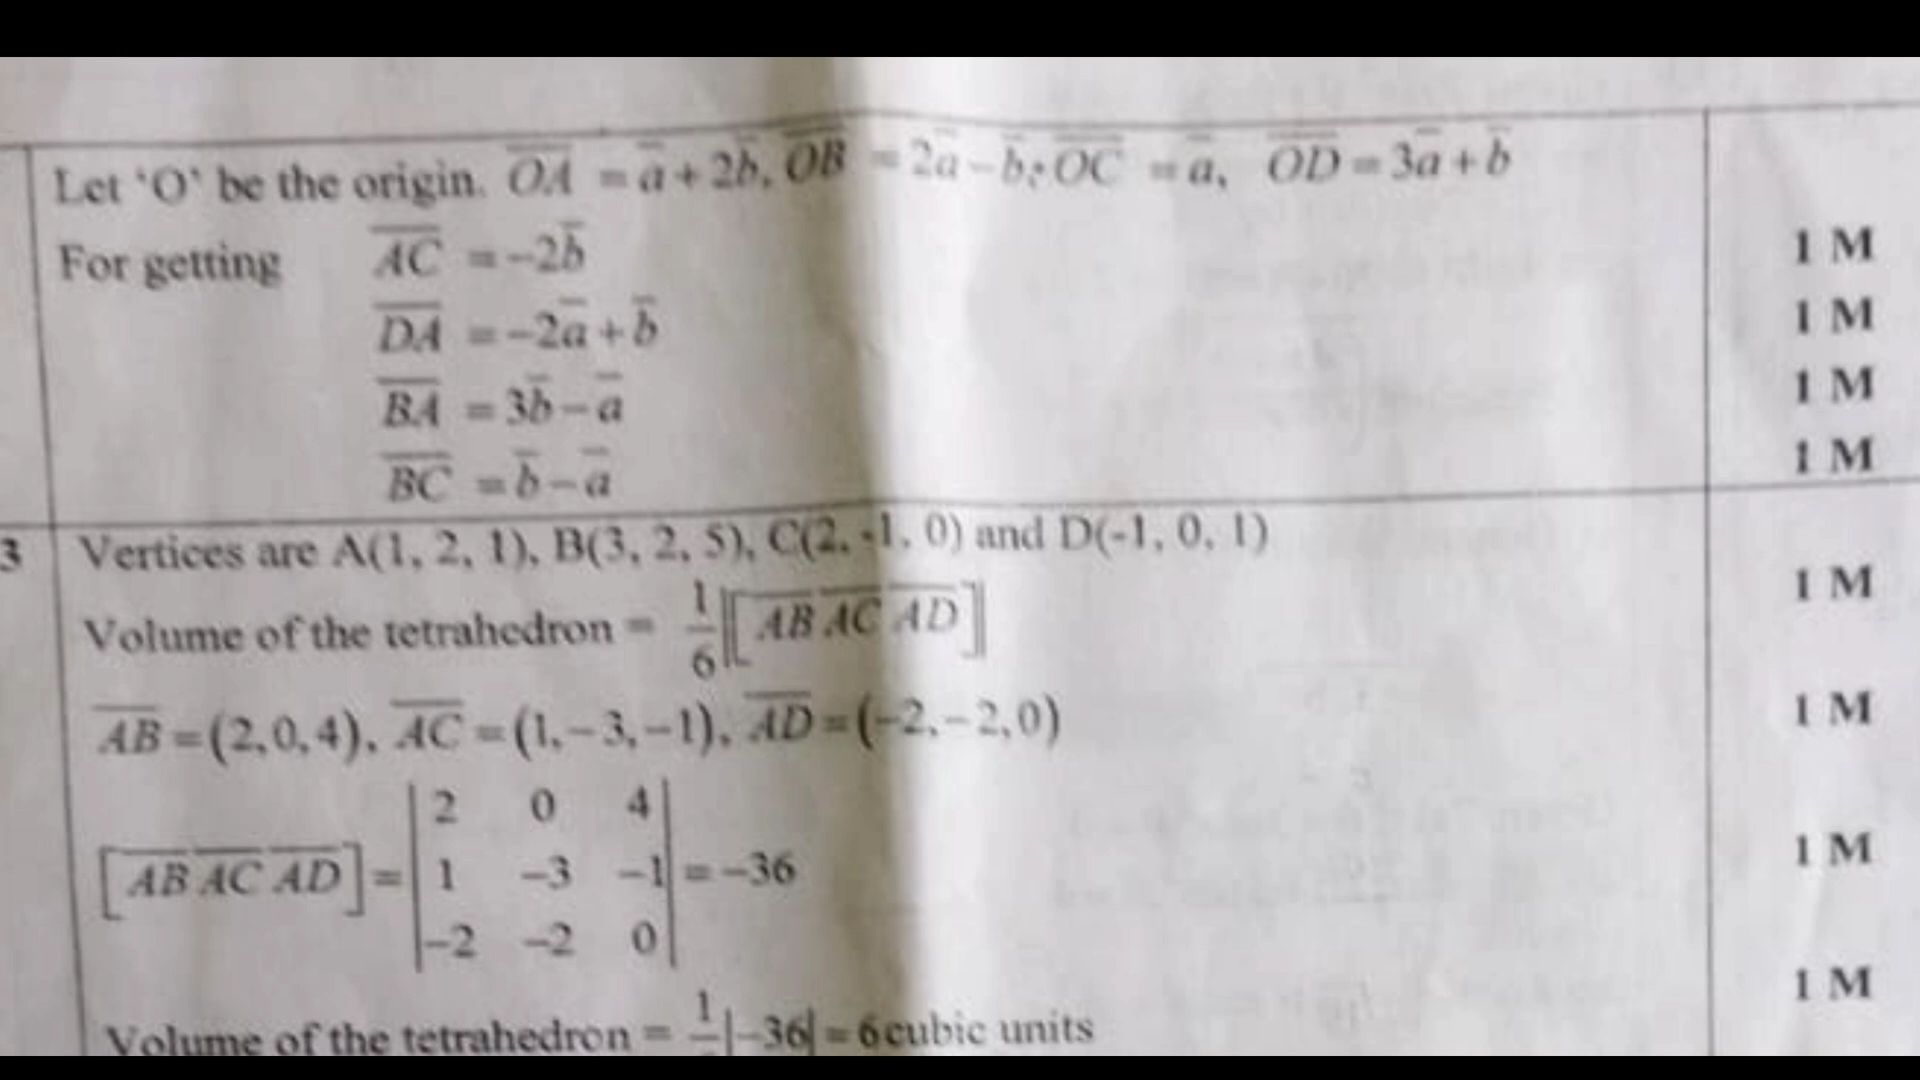 Let 'O' be the origin. OA̅ = a̅ + 2b̅, OB̅ = 2a̅ − b̅; OC̅ = a̅, OD̅ = 3a̅ + b̅
For getting AC̅ = −2b̅ 1 M
DA̅ = −2a̅ + b̅ 1 M
BA̅ = 3b̅ − a̅ 1 M
BC̅ = b̅ − a̅ 1 M
3 Vertices are A(1, 2, 1), B(3, 2, 5), C(2, -1, 0) and D(-1, 0, 1)
Volume of the tetrahedron = 1/6 |[AB̅ AC̅ AD̅]| 1 M
AB̅ = (2,0,4), AC̅ = (1,−3,−1), AD̅ = (−2,−2,0) 1 M
2 0 4
[AB̅ AC̅ AD̅] = | 1 −3 −1 | = −36 1 M
−2 −2 0
Volume of the tetrahedron = 1/ |−36| = 6 cubic units 1 M